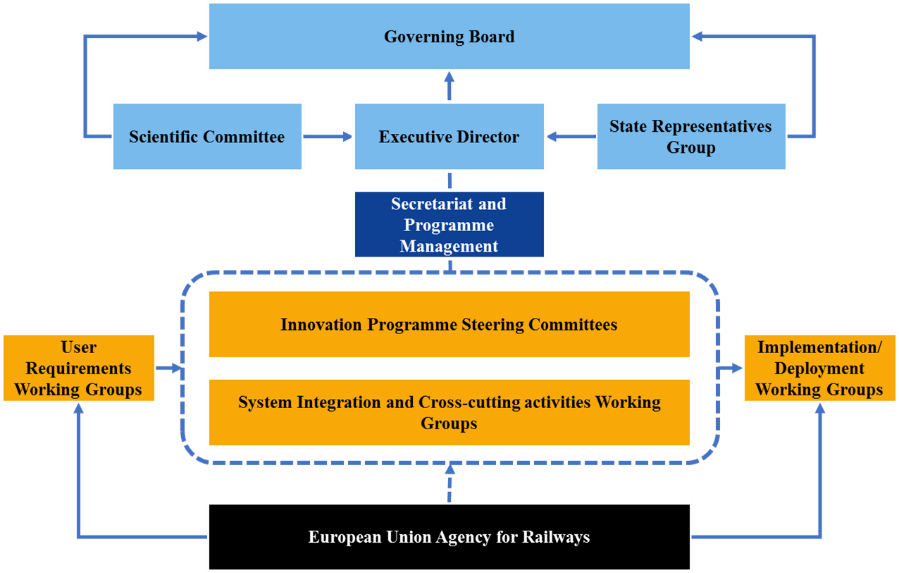 Governing Board
Scientific Committee
Executive Director
State Representatives
Group
Secretariat and
Programme
Management
Innovation Programme Steering Committees
User
Requirements
Working Groups
Implementation/
Deployment
Working Groups
System Integration and Cross-cutting activities Working
Groups
European Union Agency for Railways